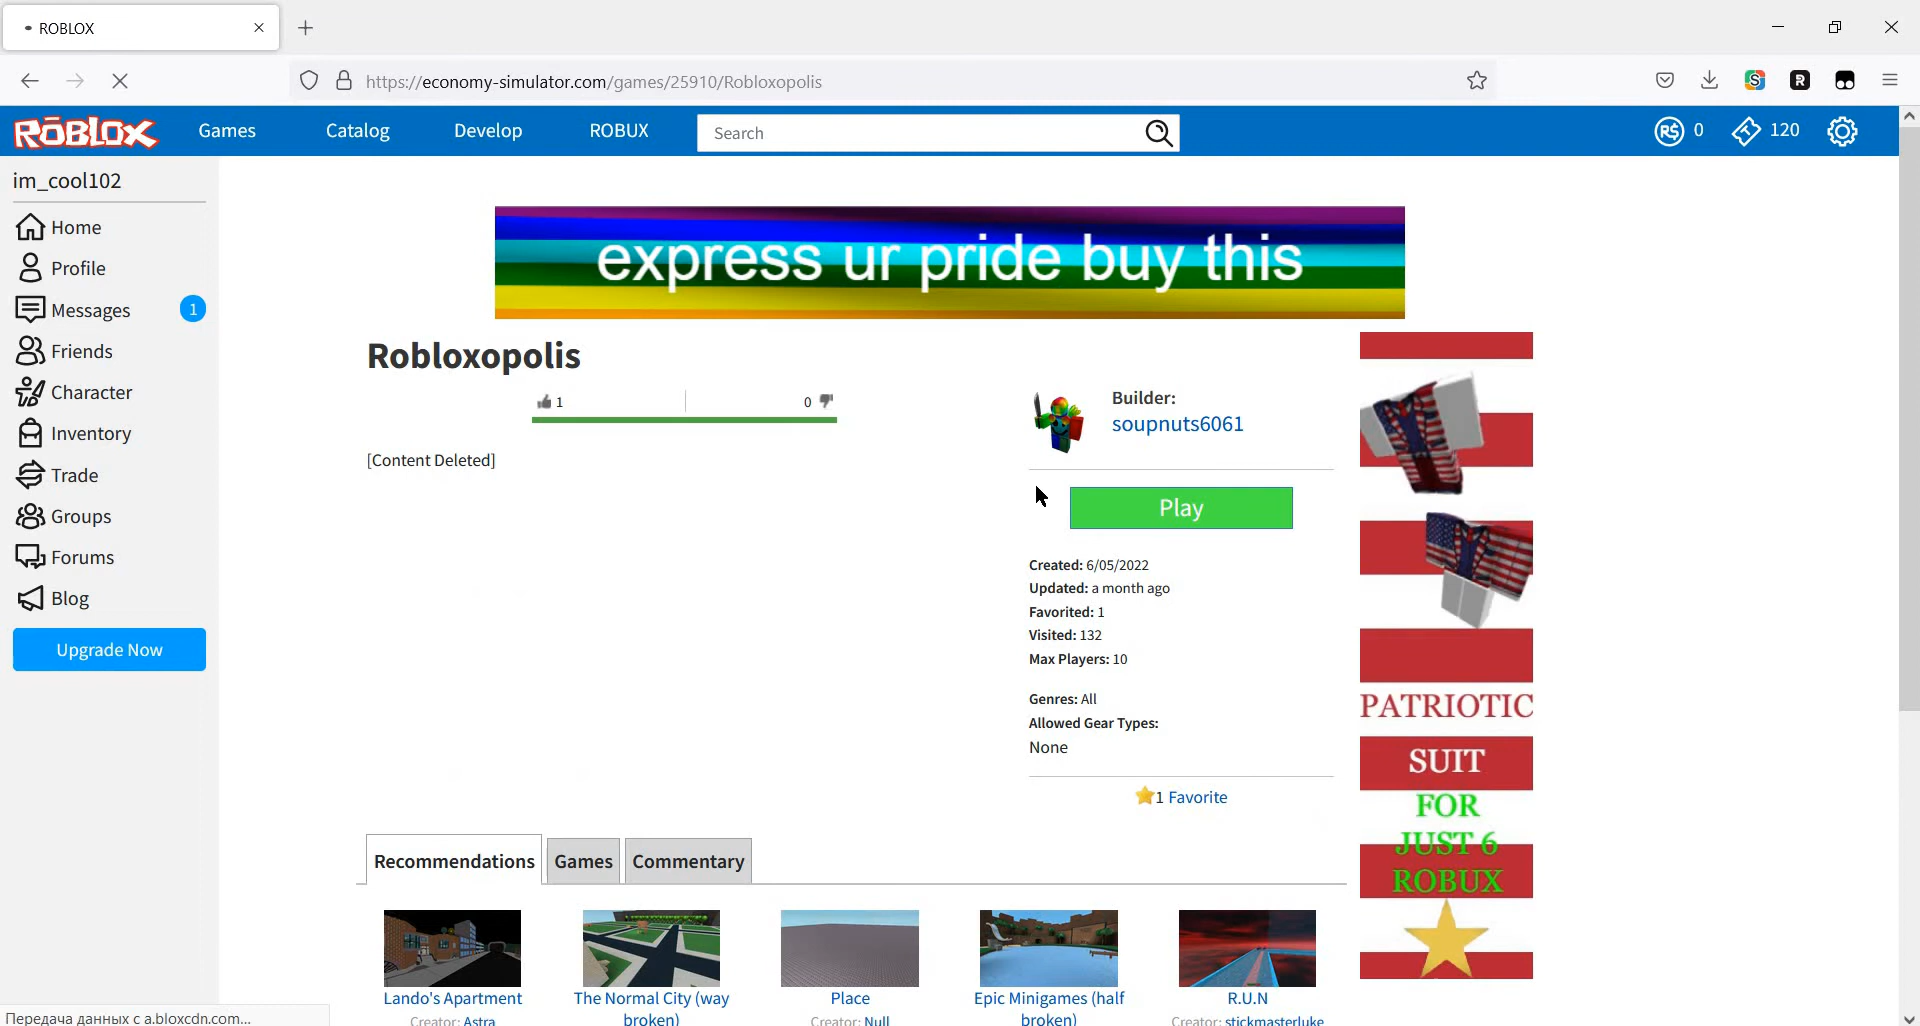 ROBLOX
https://economy-simulator.com/games/25910/Robloxopolis
ROBLOX
Games
Catalog
Develop
ROBUX
Search
R$ 0
120
im_cool102
Home
Profile
Messages 1
Friends
Character
Inventory
Trade
Groups
Forums
Blog
Upgrade Now
express ur pride buy this
Robloxopolis
1
0
[Content Deleted]
Builder:
soupnuts6061
Play
Created: 6/05/2022
Updated: a month ago
Favorited: 1
Visited: 132
Max Players: 10
Genres: All
Allowed Gear Types:
None
1 Favorite
PATRIOTIC
SUIT
FOR
JUST 6
ROBUX
Recommendations
Games
Commentary
Lando's Apartment
Creator: Astra
The Normal City (way
broken)
Place
Creator: Null
Epic Minigames (half
broken)
R.U.N
Creator: stickmasterluke
Передача данных с a.bloxcdn.com...